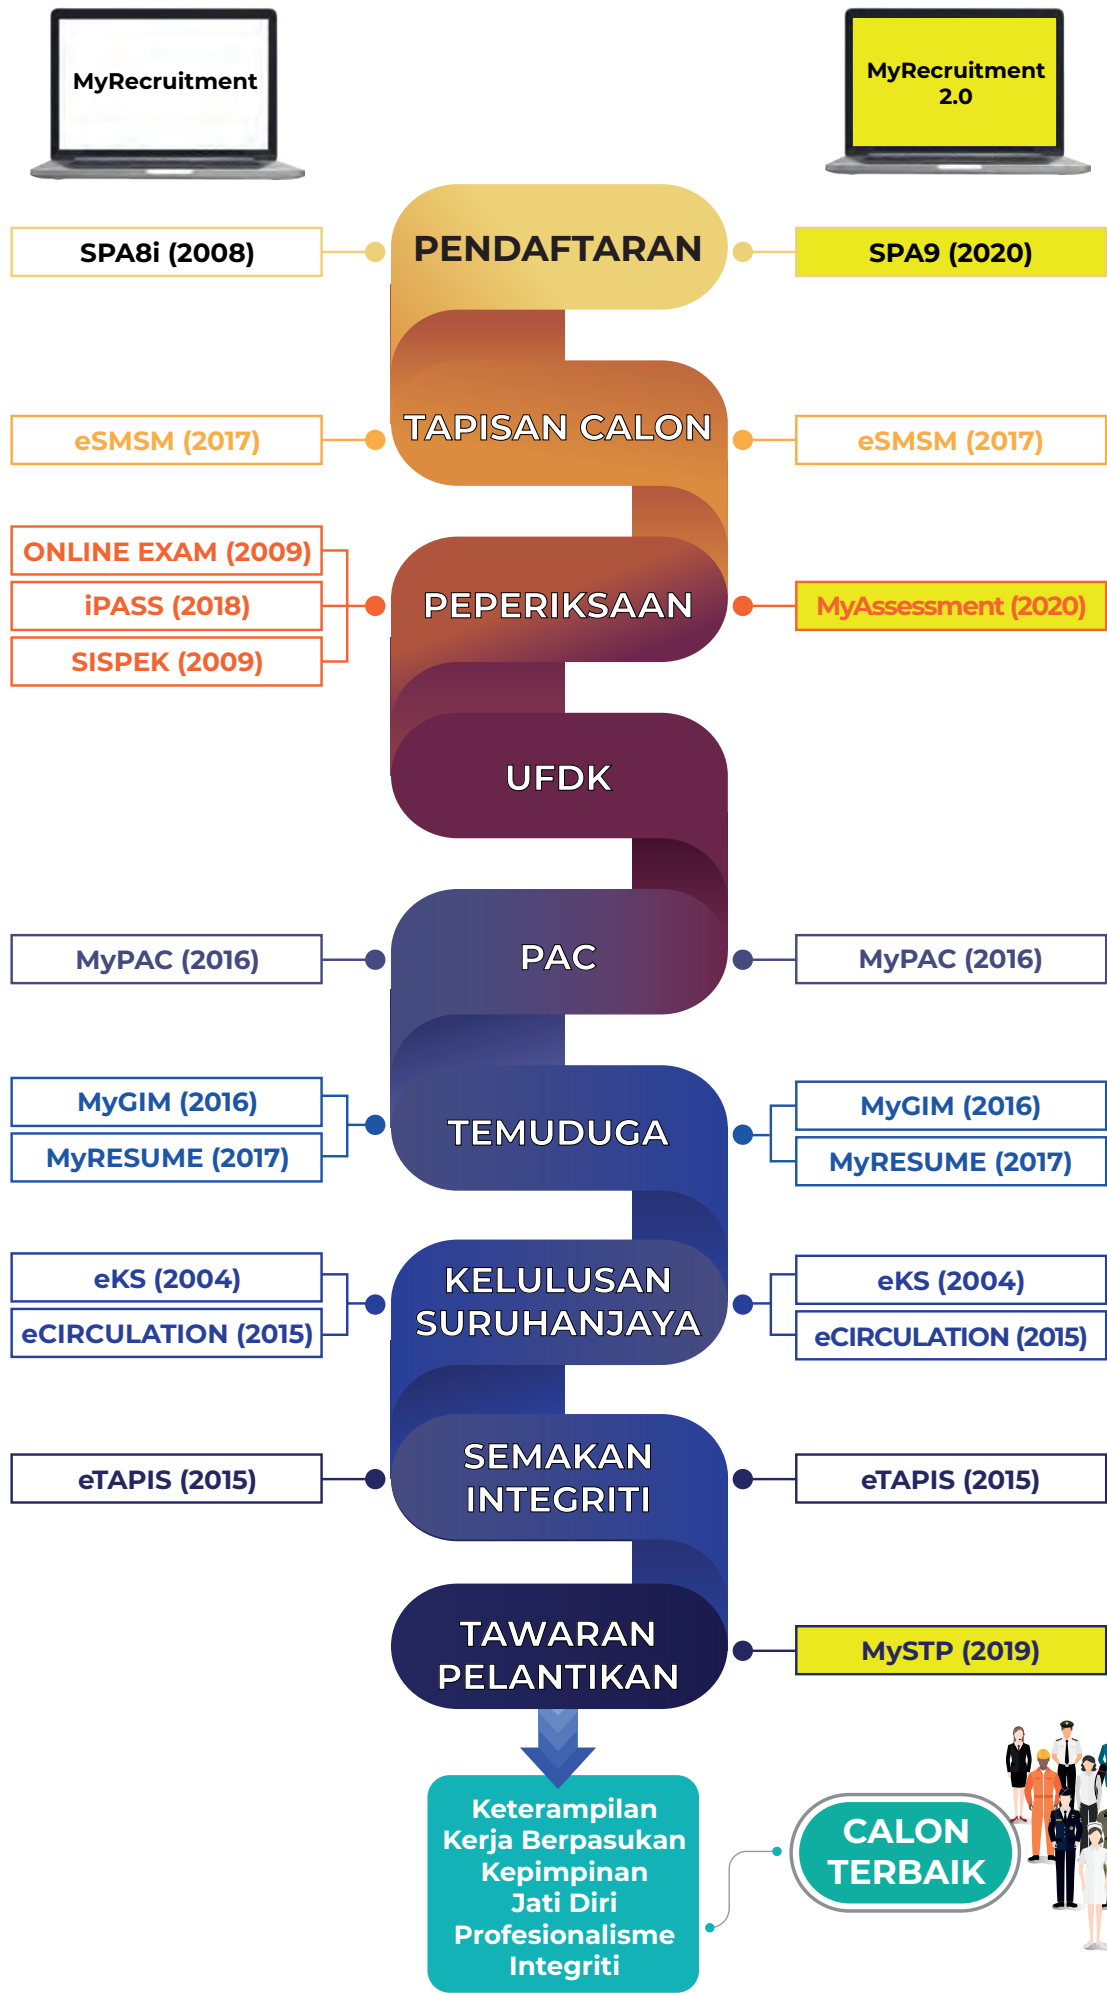 MyRecruitment
MyRecruitment
2.0
SPA8i (2008)
PENDAFTARAN
SPA9 (2020)
eSMSM (2017)
TAPISAN CALON
eSMSM (2017)
ONLINE EXAM (2009)
iPASS (2018)
SISPEK (2009)
PEPERIKSAAN
MyAssessment (2020)
UFDK
MyPAC (2016)
PAC
MyPAC (2016)
MyGIM (2016)
MyRESUME (2017)
TEMUDUGA
MyGIM (2016)
MyRESUME (2017)
eKS (2004)
eCIRCULATION (2015)
KELULUSAN
SURUHANJAYA
eKS (2004)
eCIRCULATION (2015)
eTAPIS (2015)
SEMAKAN
INTEGRITI
eTAPIS (2015)
TAWARAN
PELANTIKAN
MySTP (2019)
Keterampilan
Kerja Berpasukan
Kepimpinan
Jati Diri
Profesionalisme
Integriti
CALON
TERBAIK